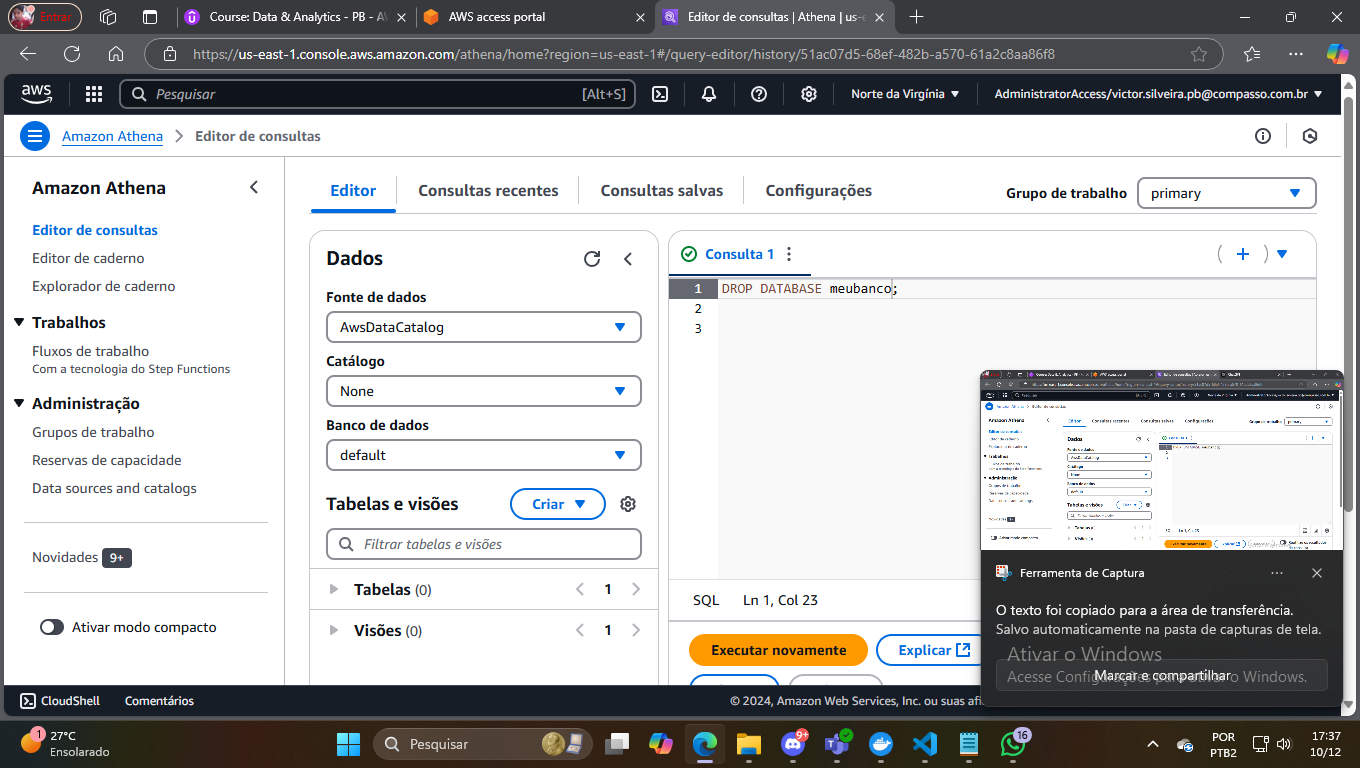 Entrar
Course: Data & Analytics - PB - AW
AWS access portal
Editor de consultas | Athena | us-e
https://us-east-1.console.aws.amazon.com/athena/home?region=us-east-1#/query-editor/history/51ac07d5-68ef-482b-a570-61a2c8aa86f8
aws
Pesquisar
[Alt+S]
Norte da Virgínia
AdministratorAccess/victor.silveira.pb@compasso.com.br
Amazon Athena
Editor de consultas
Amazon Athena
Editor de consultas
Editor de caderno
Explorador de caderno
Trabalhos
Fluxos de trabalho
Com a tecnologia do Step Functions
Administração
Grupos de trabalho
Reservas de capacidade
Data sources and catalogs
Novidades 9+
Ativar modo compacto
Editor
Consultas recentes
Consultas salvas
Configurações
Grupo de trabalho
primary
Dados
Fonte de dados
AwsDataCatalog
Catálogo
None
Banco de dados
default
Tabelas e visões
Criar
Filtrar tabelas e visões
Tabelas (0)
1
Visões (0)
1
Consulta 1
1 DROP DATABASE meubanco;
2
3
SQL
Ln 1, Col 23
Executar novamente
Explicar
Ferramenta de Captura
O texto foi copiado para a área de transferência.
Salvo automaticamente na pasta de capturas de tela.
Marcar e compartilhar
Ativar o Windows
Acesse Configurações para ativar o Windows.
CloudShell
Comentários
© 2024, Amazon Web Services, Inc. ou suas afi
1
27°C
Ensolarado
Pesquisar
9+
16
POR
PTB2
17:37
10/12